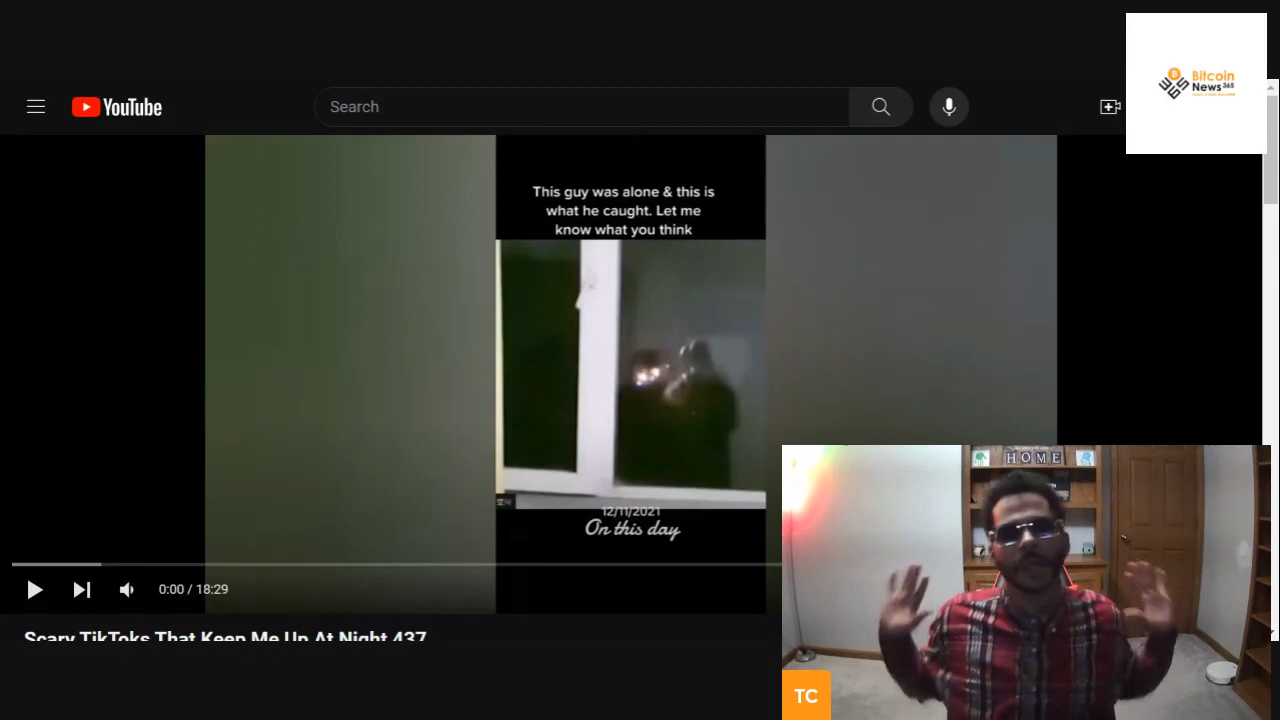 YouTube
Search
Bitcoin
News 365
This guy was alone & this is
what he caught. Let me
know what you think
12/11/2021
On this day
0:00 / 18:29
Scary TikToks That Keep Me Up At Night 437
HOME
TC